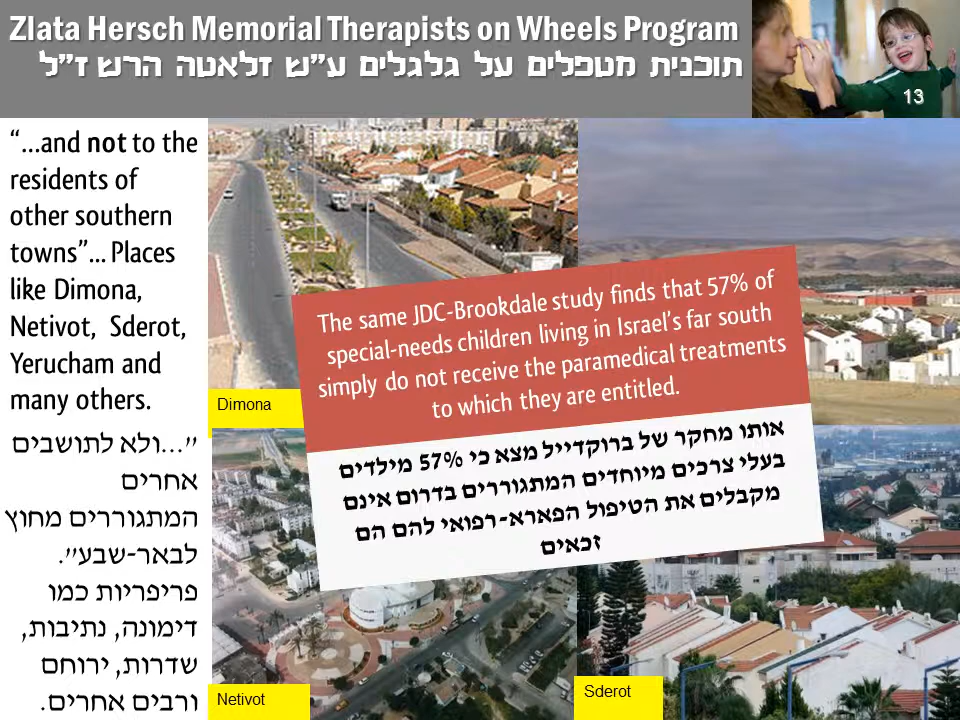 Zlata Hersch Memorial Therapists on Wheels Program
תוכנית מטפלים על גלגלים ע"ש זלאטה הרש ז"ל
13
“...and not to the
residents of
other southern
towns”... Places
like Dimona,
Netivot, Sderot,
Yerucham and
many others.
"...ולא לתושבים
אחרים
המתגוררים מחוץ
לבאר-שבע".
פריפריות כמו
דימונה, נתיבות,
שדרות, ירוחם
ורבים אחרים.
The same JDC-Brookdale study finds that 57% of
special-needs children living in Israel’s far south
simply do not receive the paramedical treatments
to which they are entitled.
אותו מחקר של ברוקדייל מצא כי 57% מילדים
בעלי צרכים מיוחדים המתגוררים בדרום אינם
מקבלים את הטיפול הפארא-רפואי להם הם
זכאים
Dimona
Netivot
Sderot